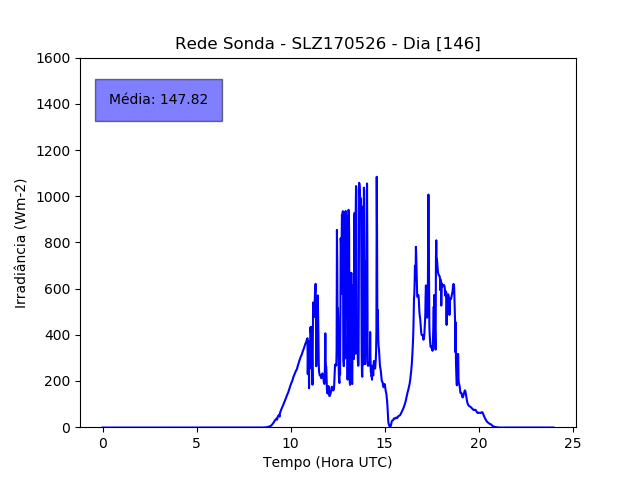 Rede Sonda - SLZ170526 - Dia [146]
1600
1400
1200
1000
800
600
400
200
0
Irradiância (Wm-2)
Média: 147.82
0 5 10 15 20 25
Tempo (Hora UTC)